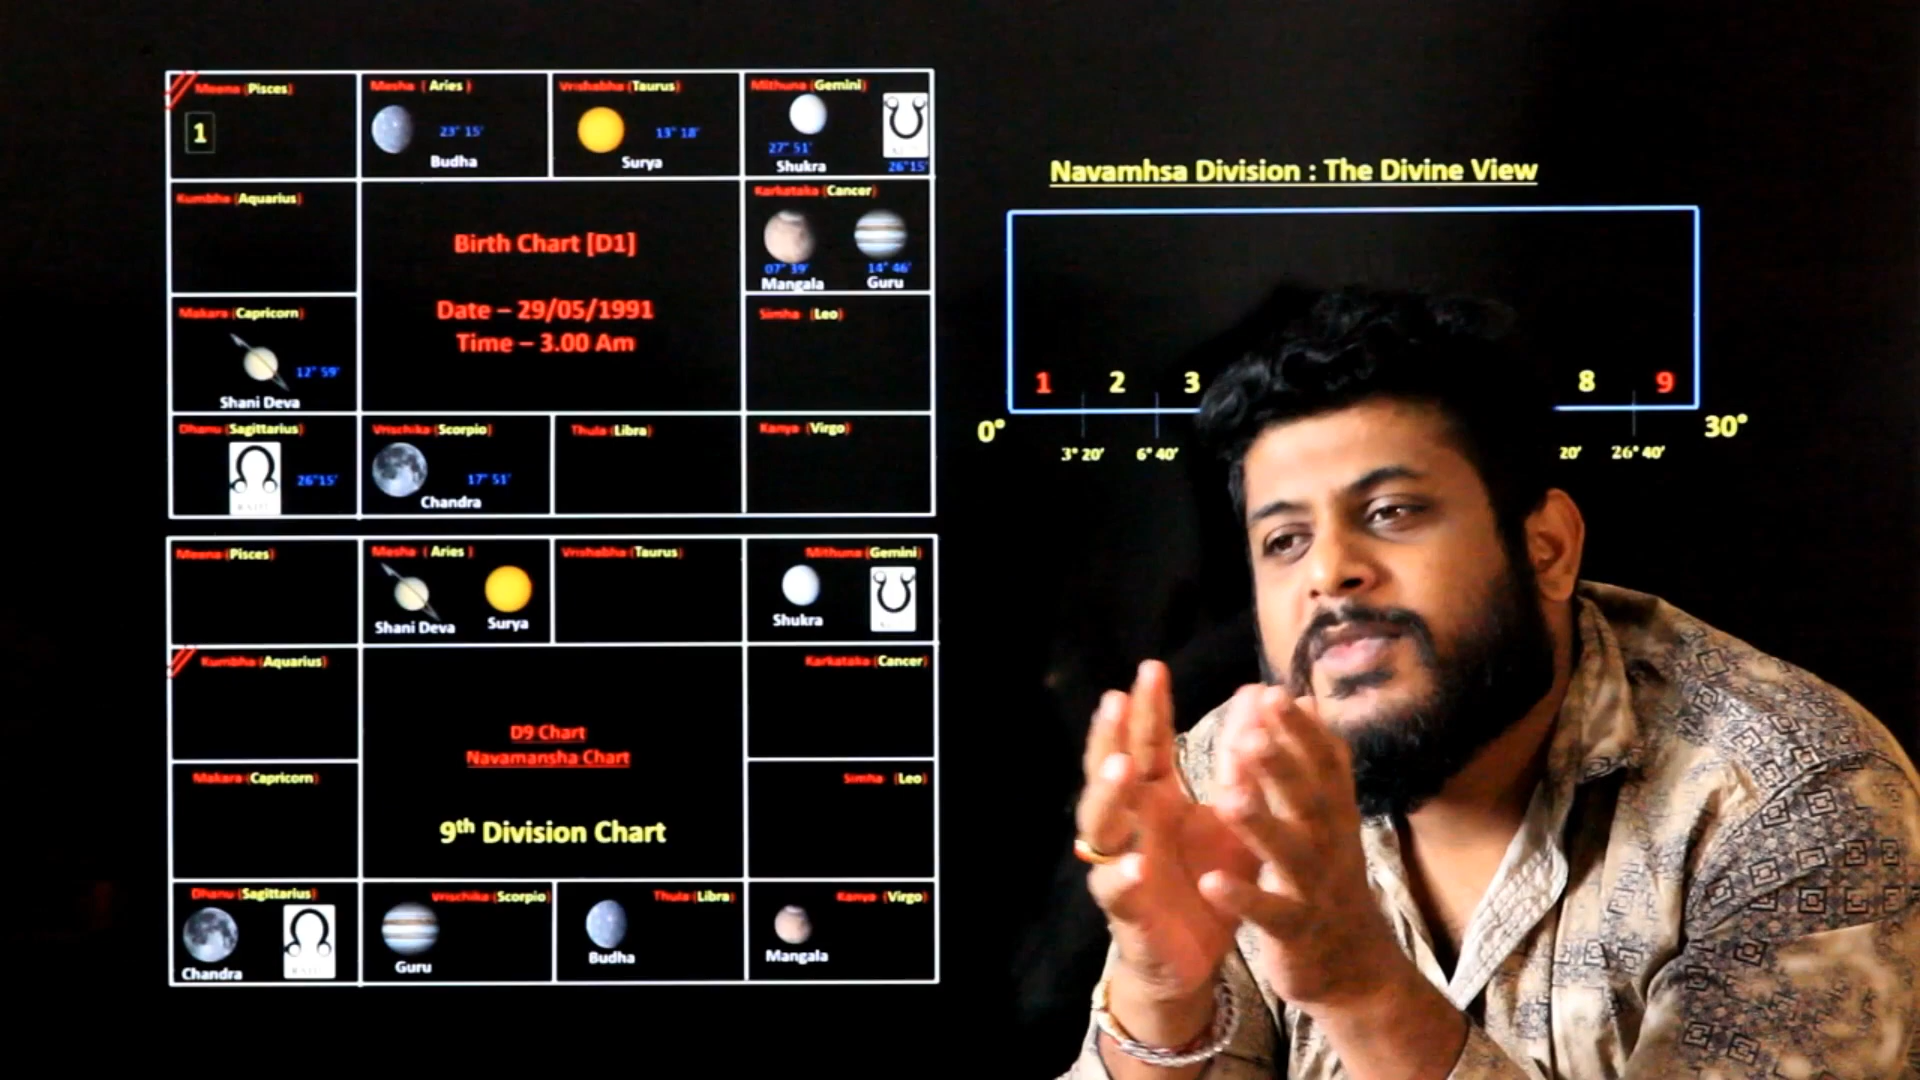 Meena (Pisces)
1
Mesha ( Aries )
23° 15'
Budha
Vrishabha (Taurus)
13° 18'
Surya
Mithuna (Gemini)
27° 51'
Shukra
26°15'
Kumbha (Aquarius)
Karkataka (Cancer)
07° 39'
Mangala
14° 46'
Guru
Birth Chart [D1]
Date – 29/05/1991
Time – 3.00 Am
Makara (Capricorn)
12° 59'
Shani Deva
Simha (Leo)
Dhanu (Sagittarius)
26°15'
Vrischika (Scorpio)
17° 51'
Chandra
Thula (Libra)
Kanya (Virgo)
Meena (Pisces)
Mesha ( Aries )
Shani Deva
Surya
Vrishabha (Taurus)
Mithuna (Gemini)
Shukra
Kumbha (Aquarius)
Karkataka (Cancer)
D9 Chart
Navamansha Chart
9th Division Chart
Makara (Capricorn)
Simha (Leo)
Dhanu (Sagittarius)
Chandra
Vrischika (Scorpio)
Guru
Thula (Libra)
Budha
Kanya (Virgo)
Mangala
Navamhsa Division : The Divine View
1 2 3 8 9
0° 30°
3° 20' 6° 40' 20' 26° 40'